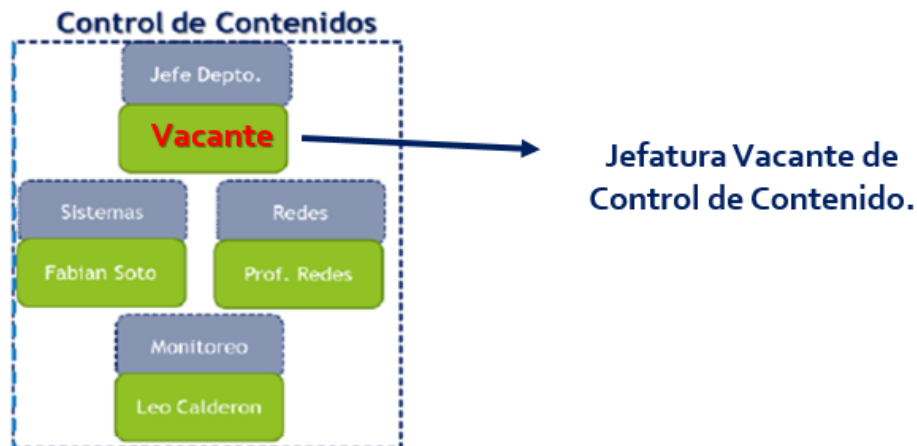 Control de Contenidos
Jefe Depto.
Vacante
Jefatura Vacante de
Control de Contenido.
Sistemas
Redes
Fabian Soto
Prof. Redes
Monitoreo
Leo Calderon